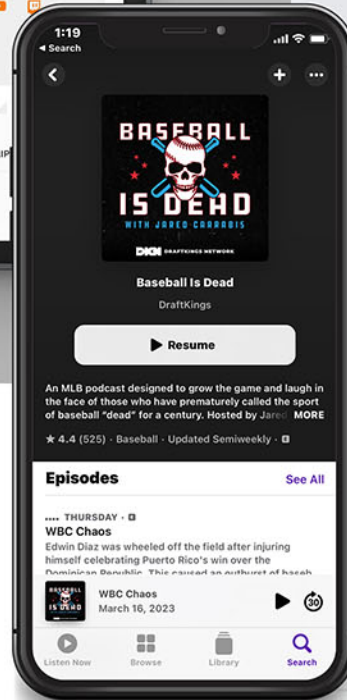 1:19
Search
BASEBALL
IS DEAD
WITH JARED CARRABIS
DKN DRAFTKINGS NETWORK
Baseball Is Dead
DraftKings
Resume
An MLB podcast designed to grow the game and laugh in
the face of those who have prematurely called the sport
of baseball “dead” for a century. Hosted by Jared MORE
★ 4.4 (525) · Baseball · Updated Semiweekly · E
Episodes See All
.... THURSDAY · E
WBC Chaos
Edwin Diaz was wheeled off the field after injuring
himself celebrating Puerto Rico's win over the
Dominican Republic. This caused an outburst of baseb
BASEBALL
IS DEAD
WBC Chaos
March 16, 2023
30
Listen Now Browse Library Search